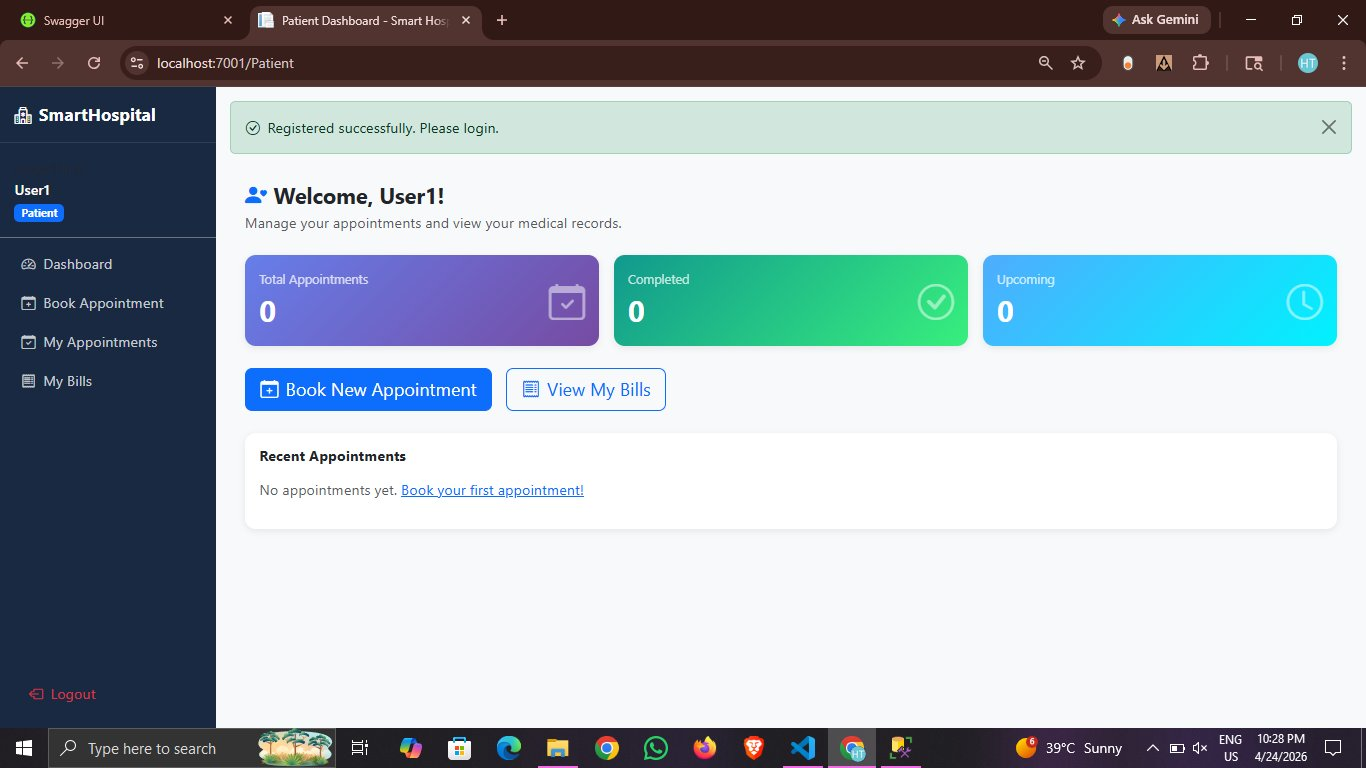 Swagger UI
Patient Dashboard - Smart Hosp
Ask Gemini
localhost:7001/Patient
HT
SmartHospital
Registered successfully. Please login.
User1
Patient
Welcome, User1!
Manage your appointments and view your medical records.
Dashboard
Book Appointment
My Appointments
My Bills
Total Appointments
0
Completed
0
Upcoming
0
Book New Appointment
View My Bills
Recent Appointments
No appointments yet. Book your first appointment!
Logout
Type here to search
HT
6
39°C Sunny
ENG
US
10:28 PM
4/24/2026